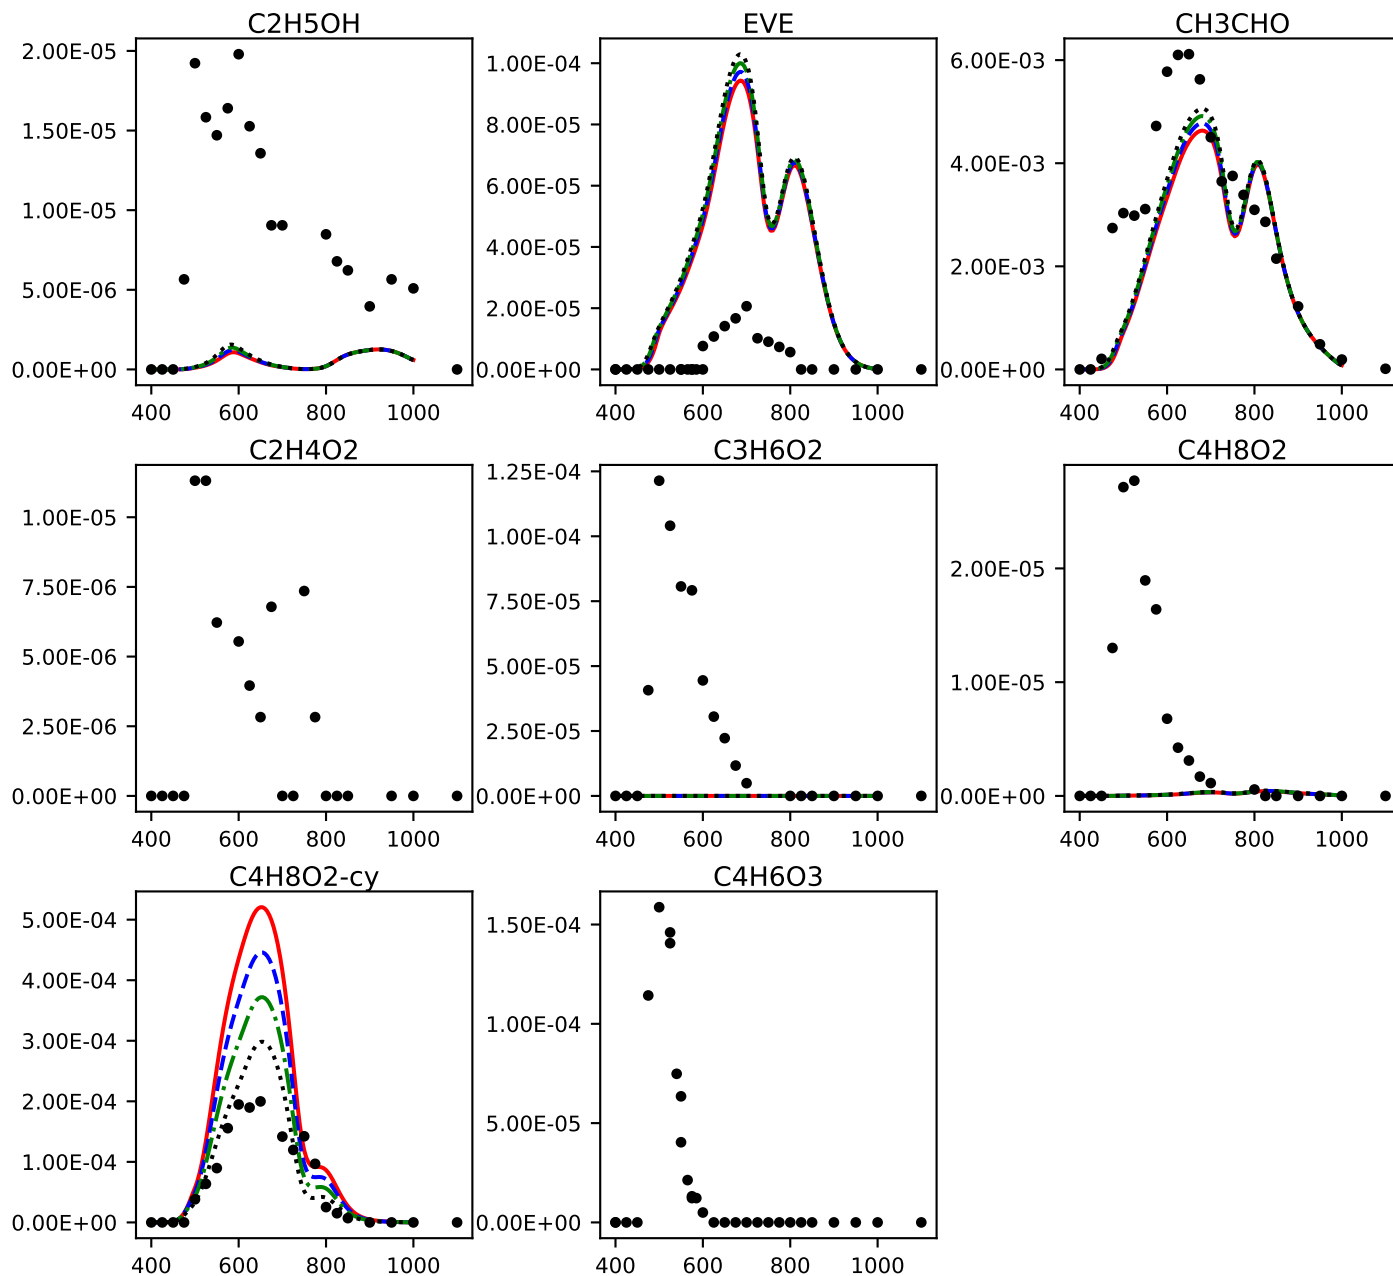 C2H5OH
2.00E-05
1.50E-05
1.00E-05
5.00E-06
0.00E+00
400 600 800 1000
EVE
1.00E-04
8.00E-05
6.00E-05
4.00E-05
2.00E-05
0.00E+00
400 600 800 1000
CH3CHO
6.00E-03
4.00E-03
2.00E-03
0.00E+00
400 600 800 1000
C2H4O2
1.00E-05
7.50E-06
5.00E-06
2.50E-06
0.00E+00
400 600 800 1000
C3H6O2
1.25E-04
1.00E-04
7.50E-05
5.00E-05
2.50E-05
0.00E+00
400 600 800 1000
C4H8O2
2.00E-05
1.00E-05
0.00E+00
400 600 800 1000
C4H8O2-cy
5.00E-04
4.00E-04
3.00E-04
2.00E-04
1.00E-04
0.00E+00
400 600 800 1000
C4H6O3
1.50E-04
1.00E-04
5.00E-05
0.00E+00
400 600 800 1000